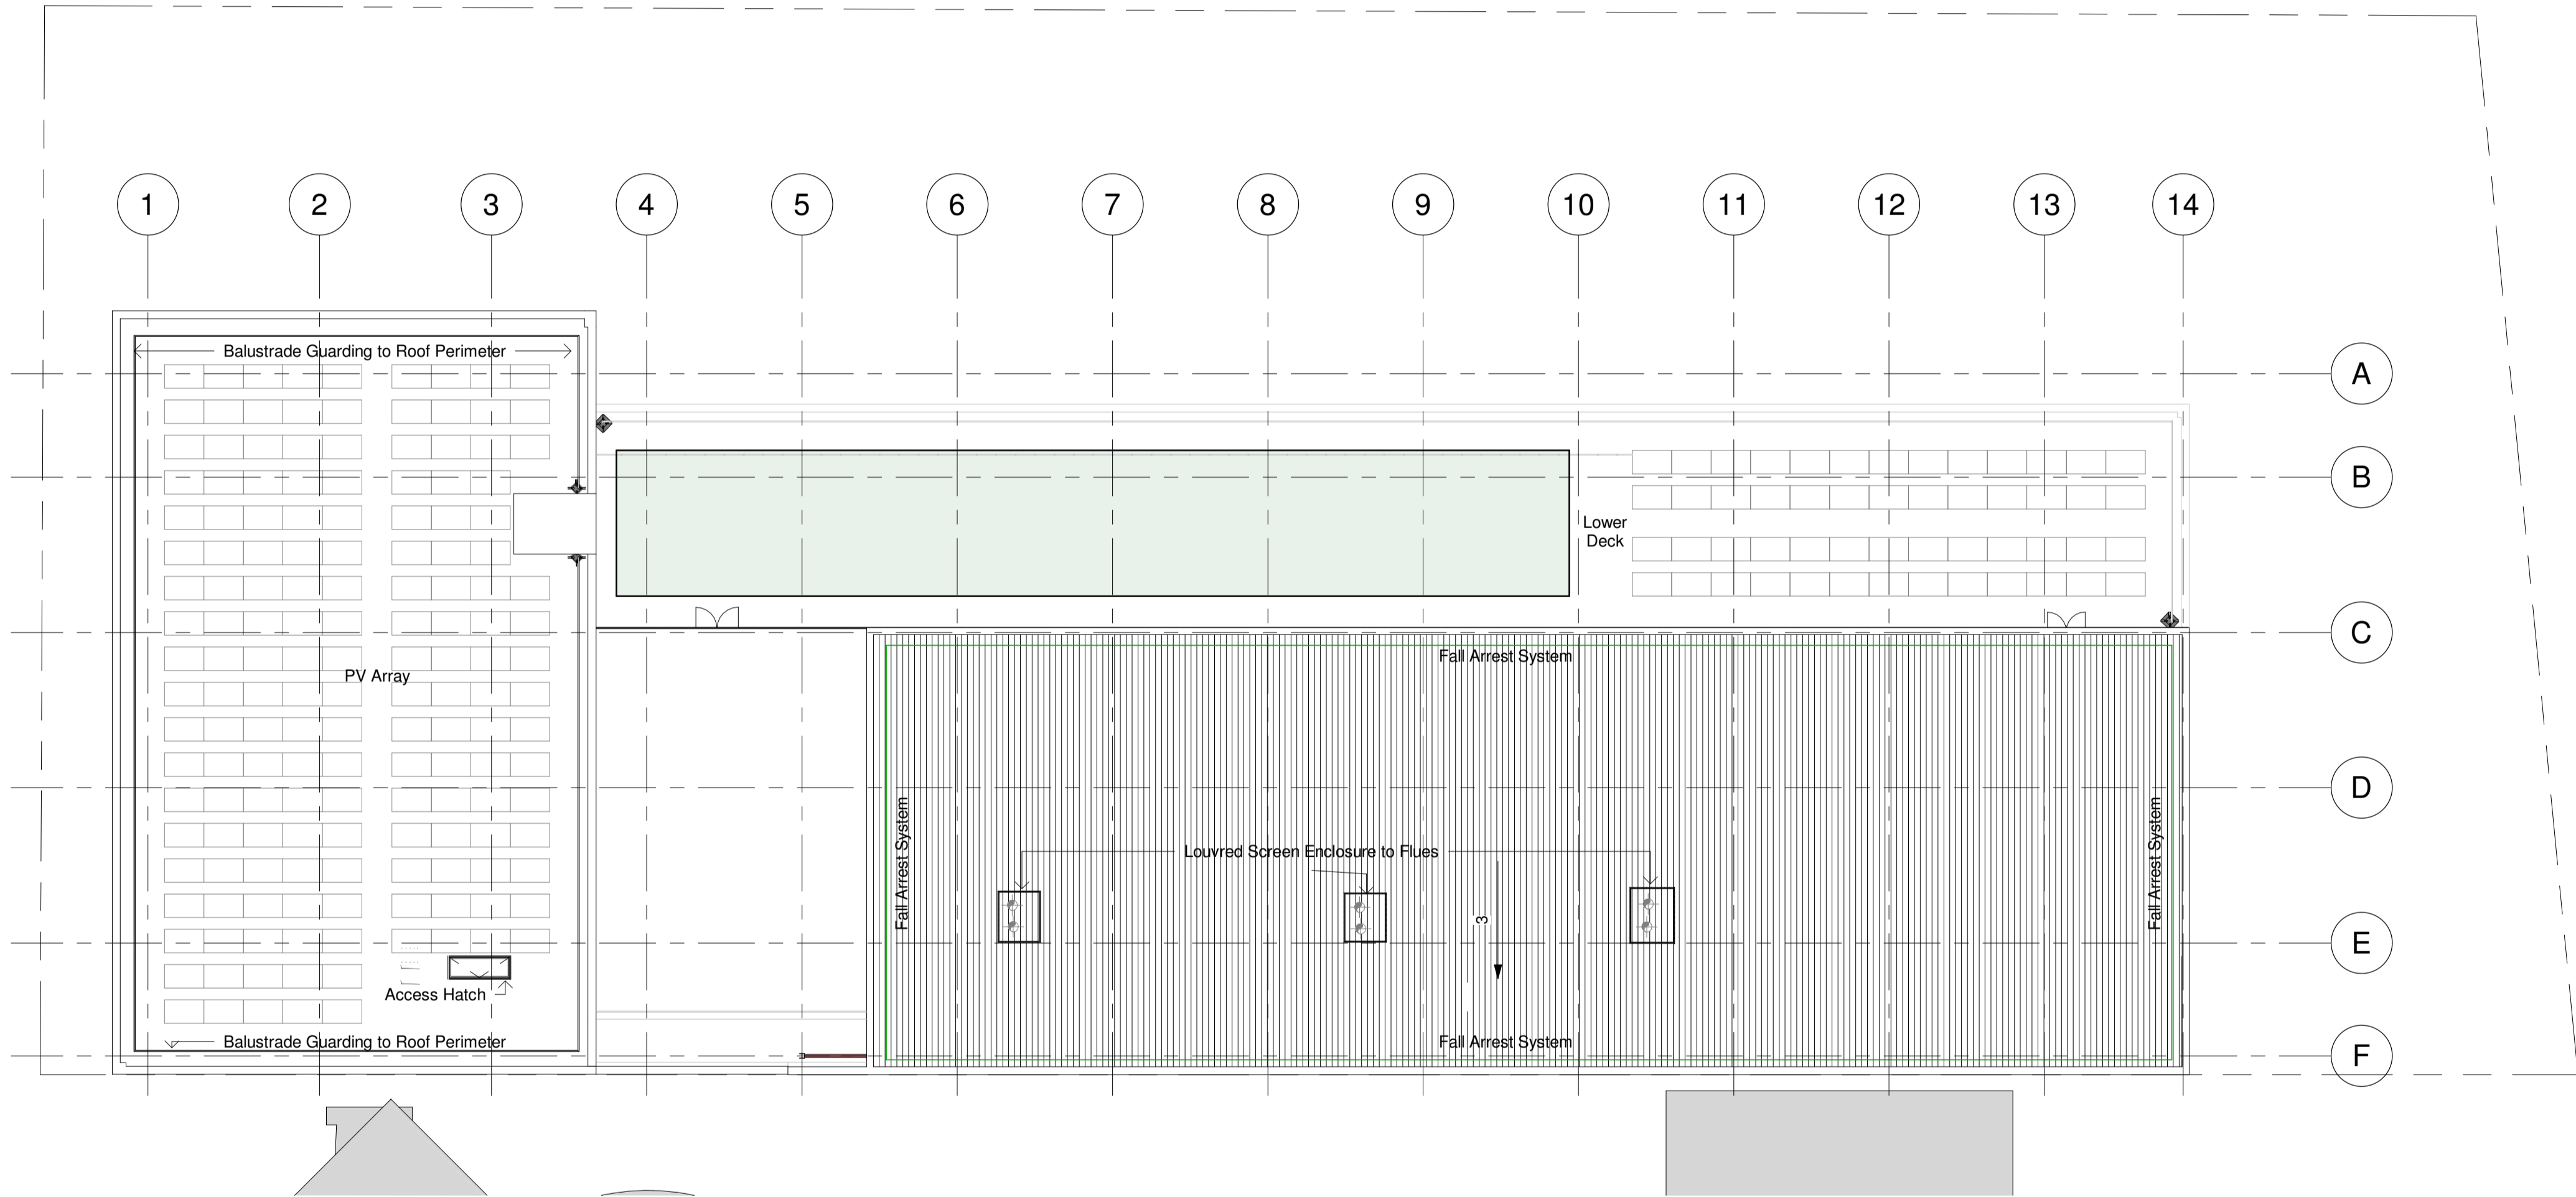 1 2 3 4 5 6 7 8 9 10 11 12 13 14
Balustrade Guarding to Roof Perimeter
A
B
Lower
Deck
C
Fall Arrest System
PV Array
D
Fall Arrest System
Louvred Screen Enclosure to Flues
Fall Arrest System
3
E
Access Hatch
Balustrade Guarding to Roof Perimeter
Fall Arrest System
F